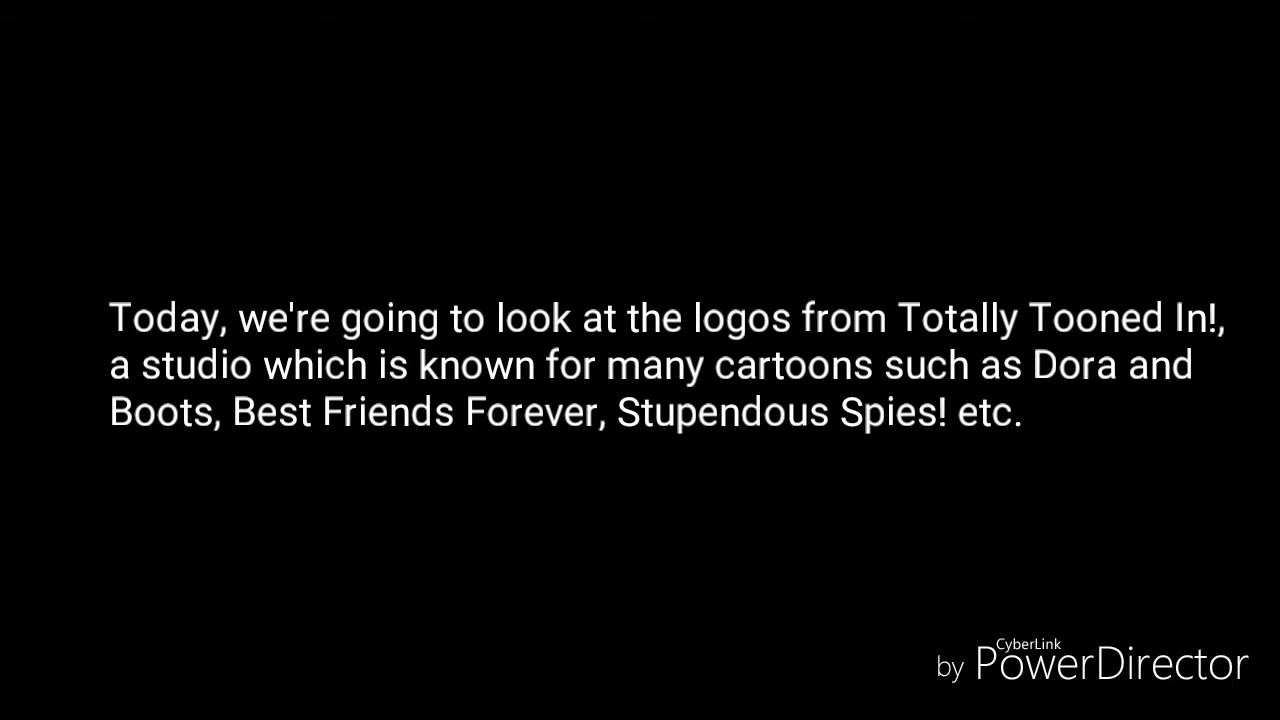 Today, we're going to look at the logos from Totally Tooned In!,
a studio which is known for many cartoons such as Dora and
Boots, Best Friends Forever, Stupendous Spies! etc.
CyberLink
by PowerDirector